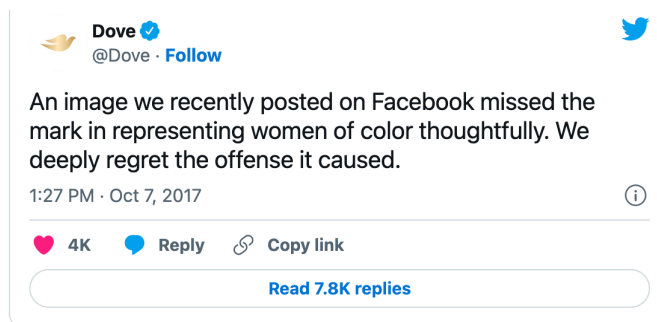 Dove
@Dove · Follow
An image we recently posted on Facebook missed the
mark in representing women of color thoughtfully. We
deeply regret the offense it caused.
1:27 PM · Oct 7, 2017
4K Reply Copy link
Read 7.8K replies